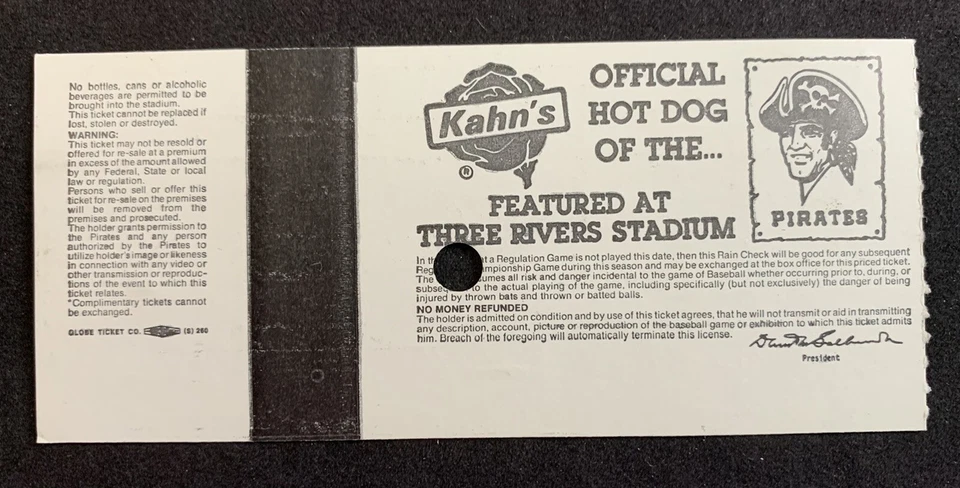 No bottles, cans or alcoholic
beverages are permitted to be
brought into the stadium.
This ticket cannot be replaced if
lost, stolen or destroyed.
WARNING:
This ticket may not be resold or
offered for re-sale at a premium
in excess of the amount allowed
by any Federal, State or local
law or regulation.
Persons who sell or offer this
ticket for re-sale on the premises
will be removed from the
premises and prosecuted.
The holder grants permission to
the Pirates and any person
authorized by the Pirates to
utilize holder's image or likeness
in connection with any video or
other transmission or reproduc-
tions of the event to which this
ticket relates.
*Complimentary tickets cannot
be exchanged.
GLOBE TICKET CO. (S) 260
Kahn's
®
OFFICIAL
HOT DOG
OF THE...
FEATURED AT
THREE RIVERS STADIUM
PIRATES
In t a Regulation Game is not played this date, then this Rain Check will be good for any subsequent
Reg mpionship Game during this season and may be exchanged at the box office for this priced ticket.
The umes all risk and danger incidental to the game of Baseball whether occurring prior to, during, or
subseq to the actual playing of the game, including specifically (but not exclusively) the danger of being
injured by thrown bats and thrown or batted balls.
NO MONEY REFUNDED
The holder is admitted on condition and by use of this ticket agrees, that he will not transmit or aid in transmitting
any description, account, picture or reproduction of the baseball game or exhibition to which this ticket admits
him. Breach of the foregoing will automatically terminate this license.
President